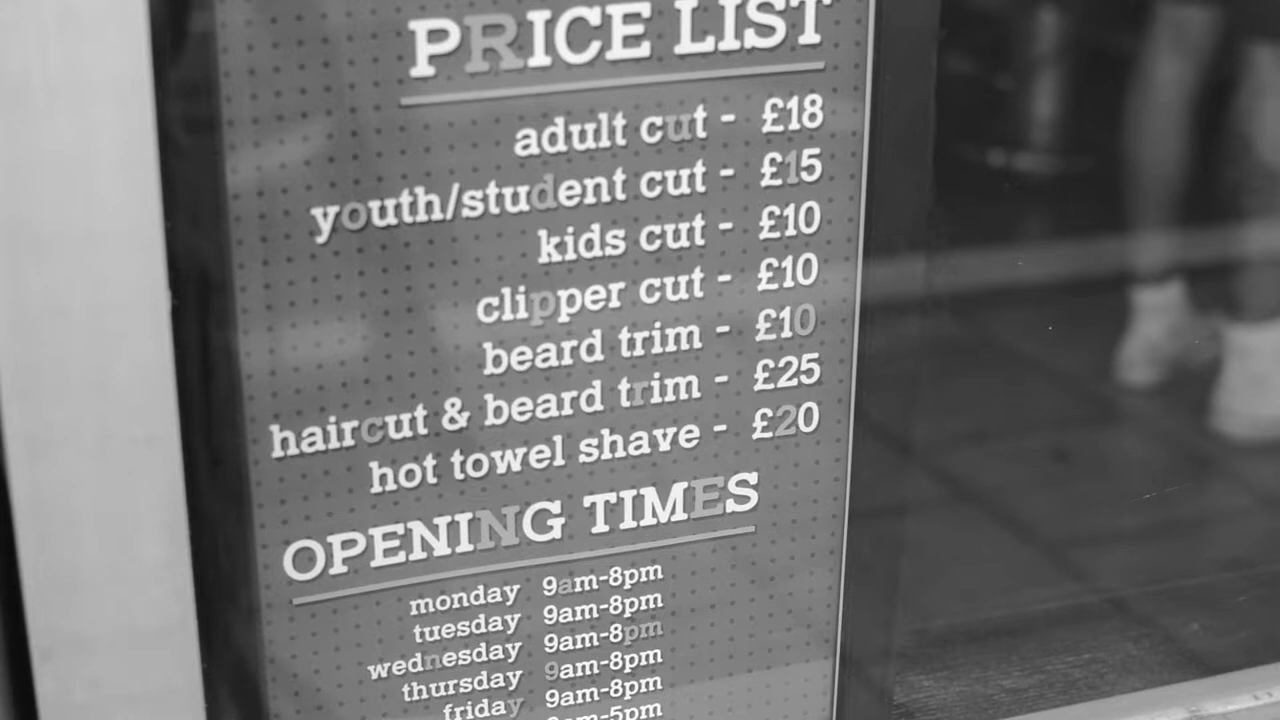 PRICE LIST
adult cut - £18
youth/student cut - £15
kids cut - £10
clipper cut - £10
beard trim - £10
haircut & beard trim - £25
hot towel shave - £20
OPENING TIMES
monday 9am-8pm
tuesday 9am-8pm
wednesday 9am-8pm
thursday 9am-8pm
friday 9am-8pm